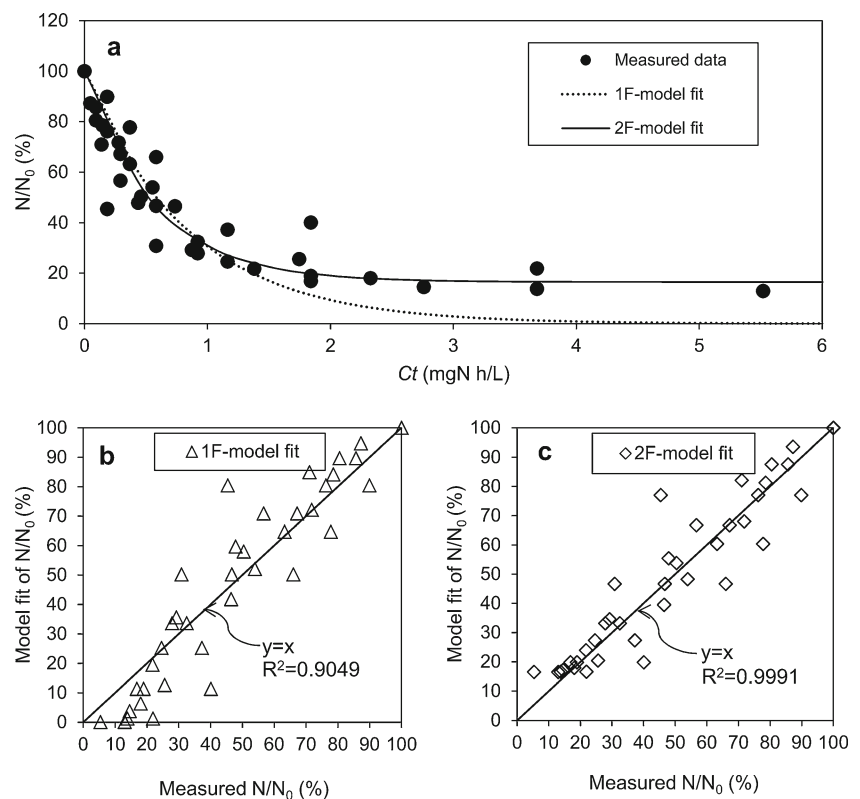 a
120
100
80
60
40
20
0
N/N0 (%)
Measured data
1F-model fit
2F-model fit
0 1 2 3 4 5 6
Ct (mgN h/L)
b
1F-model fit
100
90
80
70
60
50
40
30
20
10
0
Model fit of N/N0 (%)
y=x
R²=0.9049
0 10 20 30 40 50 60 70 80 90 100
Measured N/N0 (%)
c
2F-model fit
100
90
80
70
60
50
40
30
20
10
0
Model fit of N/N0 (%)
y=x
R²=0.9991
0 10 20 30 40 50 60 70 80 90 100
Measured N/N0 (%)